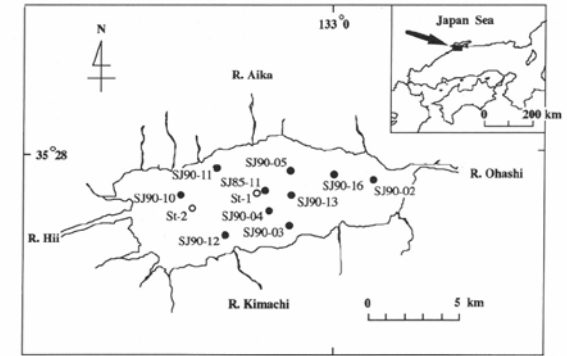 133°0
N
Japan Sea
0 200 km
R. Aika
35°28
SJ90-05
SJ90-11
R. Ohashi
SJ85-11
SJ90-16
SJ90-02
SJ90-10
St-1
SJ90-13
St-2
SJ90-04
R. Hii
SJ90-12
SJ90-03
R. Kimachi
0 5 km